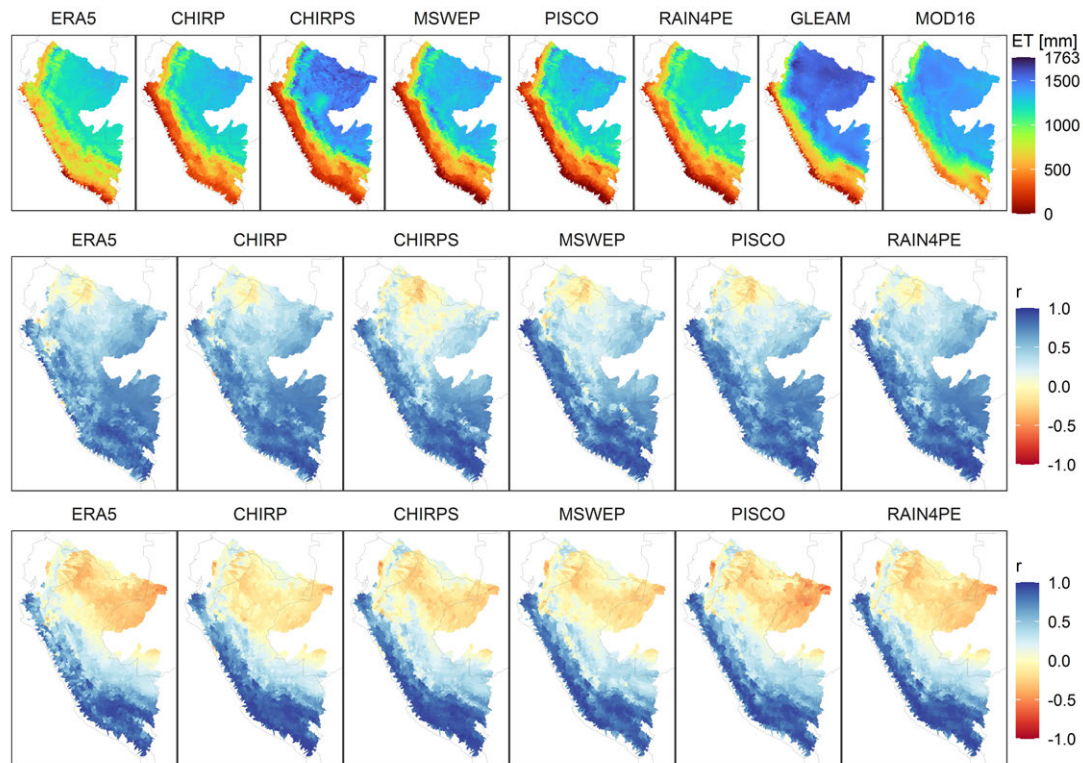 ERA5 CHIRP CHIRPS MSWEP PISCO RAIN4PE GLEAM MOD16
ET [mm]
1763
1500
1000
500
0
ERA5 CHIRP CHIRPS MSWEP PISCO RAIN4PE
r
1.0
0.5
0.0
-0.5
-1.0
ERA5 CHIRP CHIRPS MSWEP PISCO RAIN4PE
r
1.0
0.5
0.0
-0.5
-1.0